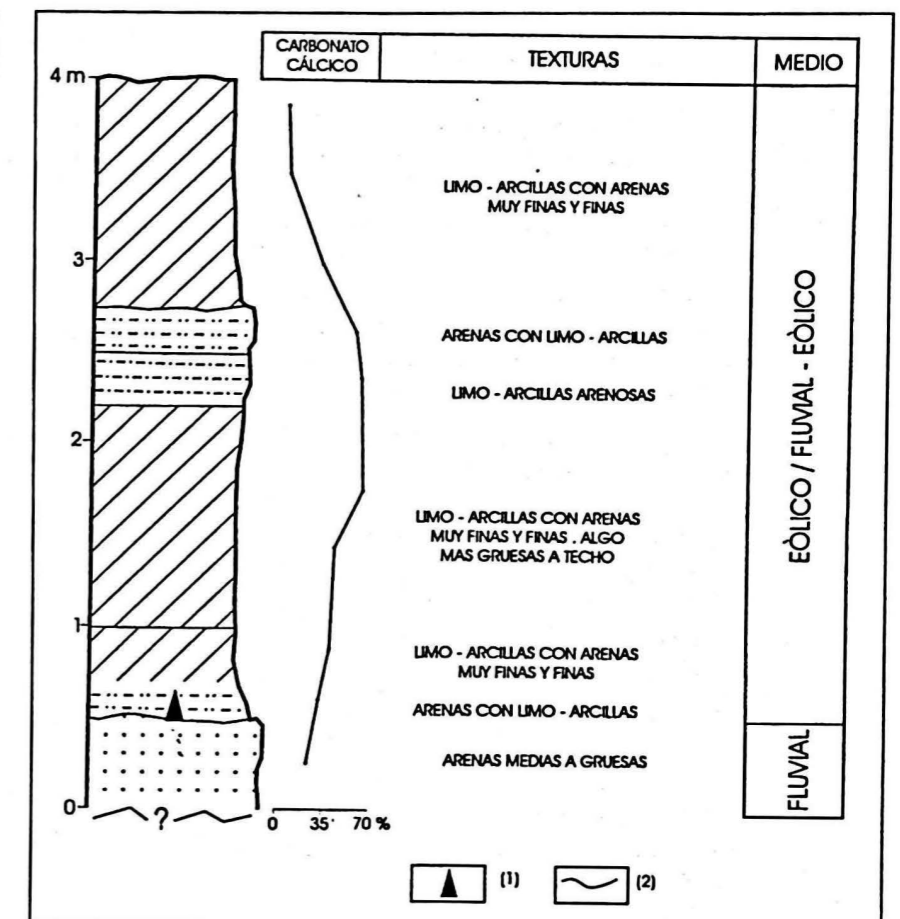 CARBONATO
CÁLCICO
TEXTURAS
MEDIO
4 m
3
2
1
0
LIMO - ARCILLAS CON ARENAS
MUY FINAS Y FINAS
ARENAS CON LIMO - ARCILLAS
LIMO - ARCILLAS ARENOSAS
LIMO - ARCILLAS CON ARENAS
MUY FINAS Y FINAS . ALGO
MAS GRUESAS A TECHO
LIMO - ARCILLAS CON ARENAS
MUY FINAS Y FINAS
ARENAS CON LIMO - ARCILLAS
ARENAS MEDIAS A GRUESAS
EÒLICO / FLUVIAL - EÒLICO
FLUVIAL
?
0 35 70 %
(1)
(2)